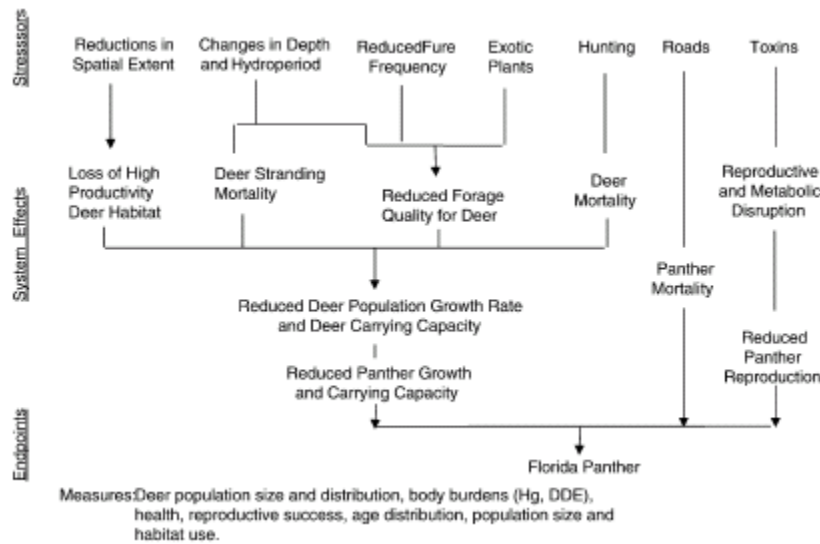 Stresssors
Reductions in
Spatial Extent
Changes in Depth
and Hydroperiod
ReducedFure
Frequency
Exotic
Plants
Hunting
Roads
Toxins
System Effects
Loss of High
Productivity
Deer Habitat
Deer Stranding
Mortality
Reduced Forage
Quality for Deer
Deer
Mortality
Reproductive
and Metabolic
Disruption
Panther
Mortality
Reduced Deer Population Growth Rate
and Deer Carrying Capacity
Reduced
Panther
Reproduction
Reduced Panther Growth
and Carrying Capacity
Endpoints
Florida Panther
Measures:Deer population size and distribution, body burdens (Hg, DDE),
health, reproductive success, age distribution, population size and
habitat use.